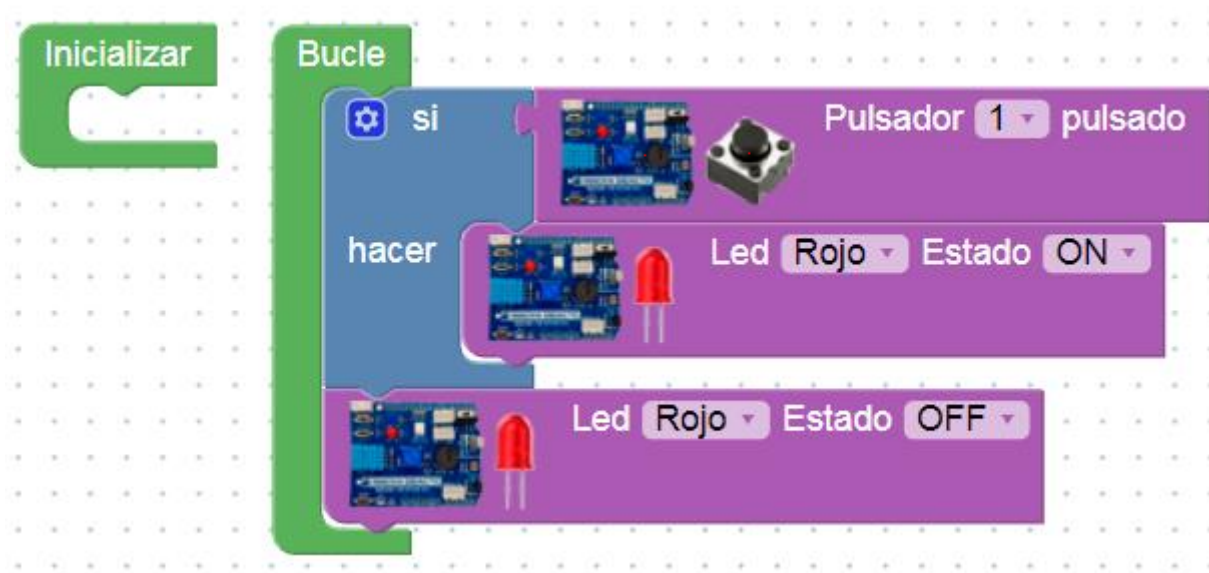 Inicializar
Bucle
si
Pulsador 1 pulsado
hacer
Led Rojo Estado ON
Led Rojo Estado OFF